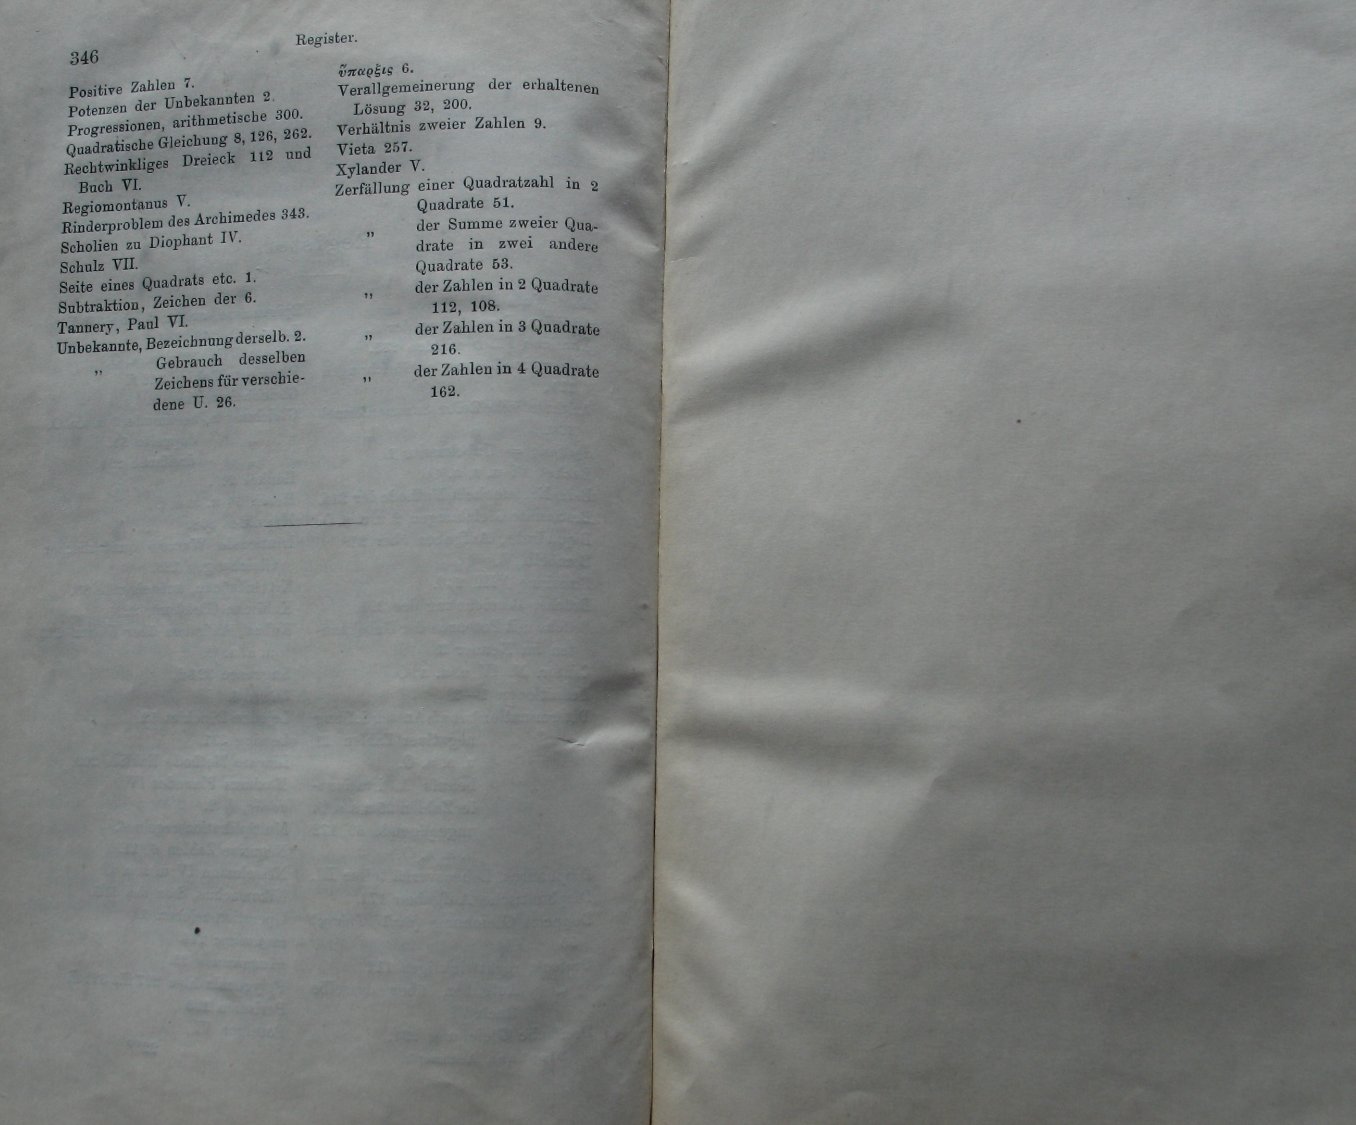 346
Register.
Positive Zahlen 7.
Potenzen der Unbekannten 2.
Progressionen, arithmetische 300.
Quadratische Gleichung 8, 126, 262.
Rechtwinkliges Dreieck 112 und
Buch VI.
Regiomontanus V.
Rinderproblem des Archimedes 343.
Scholien zu Diophant IV.
Schulz VII.
Seite eines Quadrats etc. 1.
Subtraktion, Zeichen der 6.
Tannery, Paul VI.
Unbekannte, Bezeichnung derselb. 2.
„ Gebrauch desselben
Zeichens für verschie-
dene U. 26.
ὕπαρξις 6.
Verallgemeinerung der erhaltenen
Lösung 32, 200.
Verhältnis zweier Zahlen 9.
Vieta 257.
Xylander V.
Zerfällung einer Quadratzahl in 2
Quadrate 51.
„ der Summe zweier Qua-
drate in zwei andere
Quadrate 53.
„ der Zahlen in 2 Quadrate
112, 108.
„ der Zahlen in 3 Quadrate
216.
„ der Zahlen in 4 Quadrate
162.